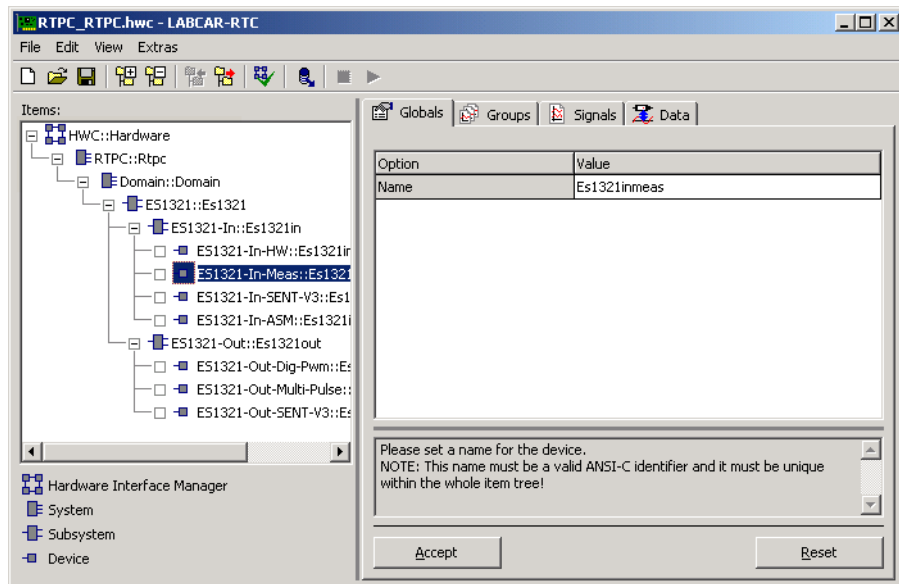 RTPC_RTPC.hwc - LABCAR-RTC
File Edit View Extras
Items:
HWC::Hardware
RTPC::Rtpc
Domain::Domain
ES1321::Es1321
ES1321-In::Es1321in
ES1321-In-HW::Es1321ir
ES1321-In-Meas::Es1321
ES1321-In-SENT-V3::Es1
ES1321-In-ASM::Es1321i
ES1321-Out::Es1321out
ES1321-Out-Dig-Pwm::Es
ES1321-Out-Multi-Pulse::
ES1321-Out-SENT-V3::Es
Hardware Interface Manager
System
Subsystem
Device
Globals Groups Signals Data
Option Value
Name Es1321inmeas
Please set a name for the device.
NOTE: This name must be a valid ANSI-C identifier and it must be unique
within the whole item tree!
Accept Reset